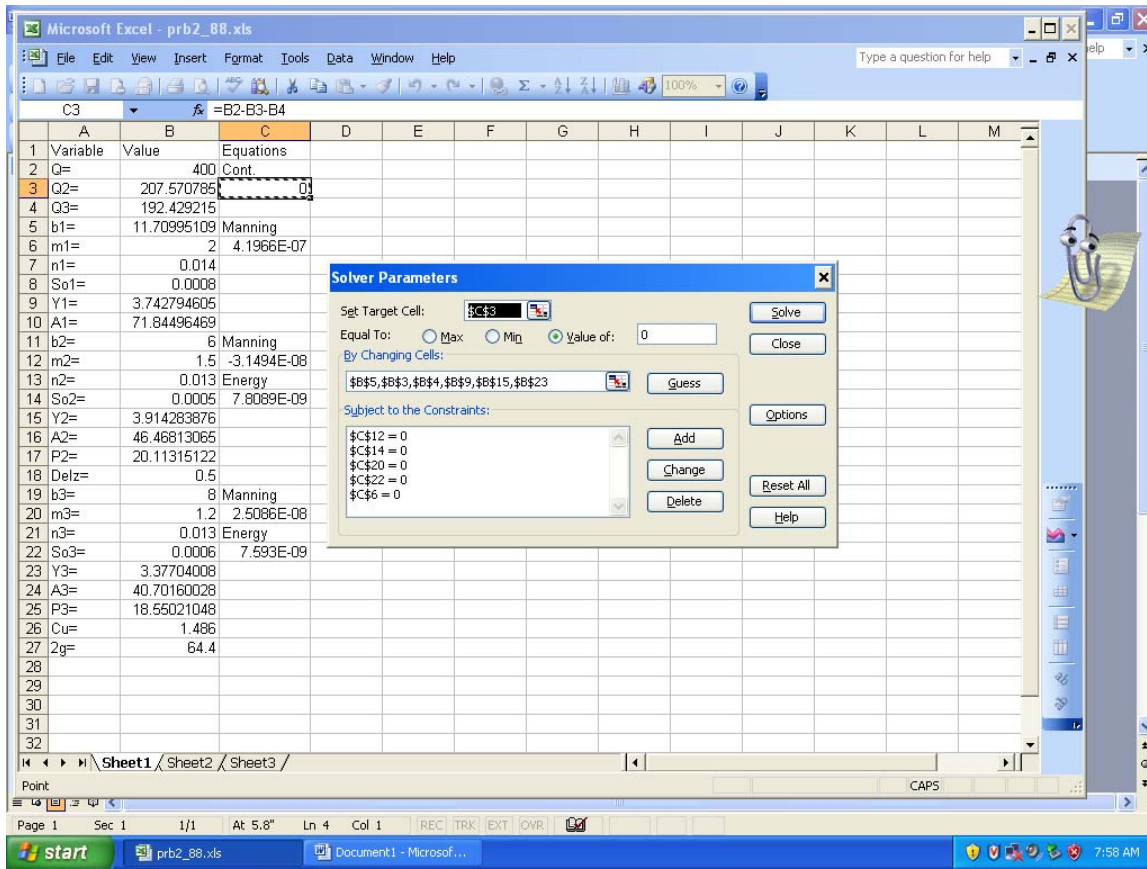 Microsoft Excel - prb2_88.xls
File Edit View Insert Format Tools Data Window Help
Type a question for help
help
100%
C3 fx =B2-B3-B4
A B C D E F G H I J K L M
1 Variable Value Equations
2 Q= 400 Cont.
3 Q2= 207.570785 0
4 Q3= 192.429215
5 b1= 11.70995109 Manning
6 m1= 2 4.1966E-07
7 n1= 0.014
8 So1= 0.0008
9 Y1= 3.742794605
10 A1= 71.84496469
11 b2= 6 Manning
12 m2= 1.5 -3.1494E-08
13 n2= 0.013 Energy
14 So2= 0.0005 7.8089E-09
15 Y2= 3.914283876
16 A2= 46.46813065
17 P2= 20.11315122
18 Delz= 0.5
19 b3= 8 Manning
20 m3= 1.2 2.5086E-08
21 n3= 0.013 Energy
22 So3= 0.0006 7.593E-09
23 Y3= 3.37704008
24 A3= 40.70160028
25 P3= 18.55021048
26 Cu= 1.486
27 2g= 64.4
28
29
30
31
32
Solver Parameters
Set Target Cell: $C$3
Solve
Equal To: Max Min Value of: 0
Close
By Changing Cells:
$B$5,$B$3,$B$4,$B$9,$B$15,$B$23
Guess
Subject to the Constraints:
Options
$C$12 = 0
$C$14 = 0
$C$20 = 0
$C$22 = 0
$C$6 = 0
Add
Change
Delete
Reset All
Help
Sheet1 Sheet2 Sheet3
Point CAPS
Page 1 Sec 1 1/1 At 5.8" Ln 4 Col 1 REC TRK EXT OVR
start prb2_88.xls Document1 - Microsof... 7:58 AM